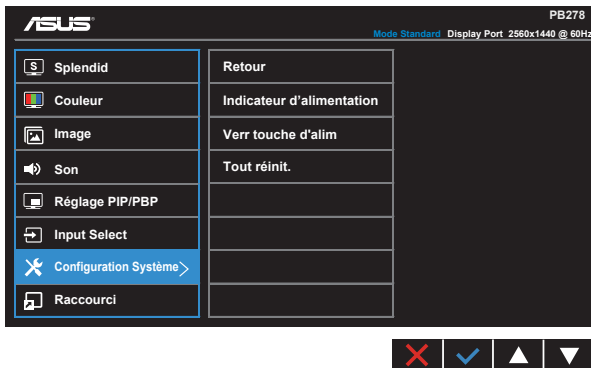 ASUS
PB278
Mode Standard Display Port 2560x1440 @ 60Hz
S Splendid
Couleur
Image
Son
Réglage PIP/PBP
Input Select
Configuration Système
Raccourci
Retour
Indicateur d’alimentation
Verr touche d'alim
Tout réinit.